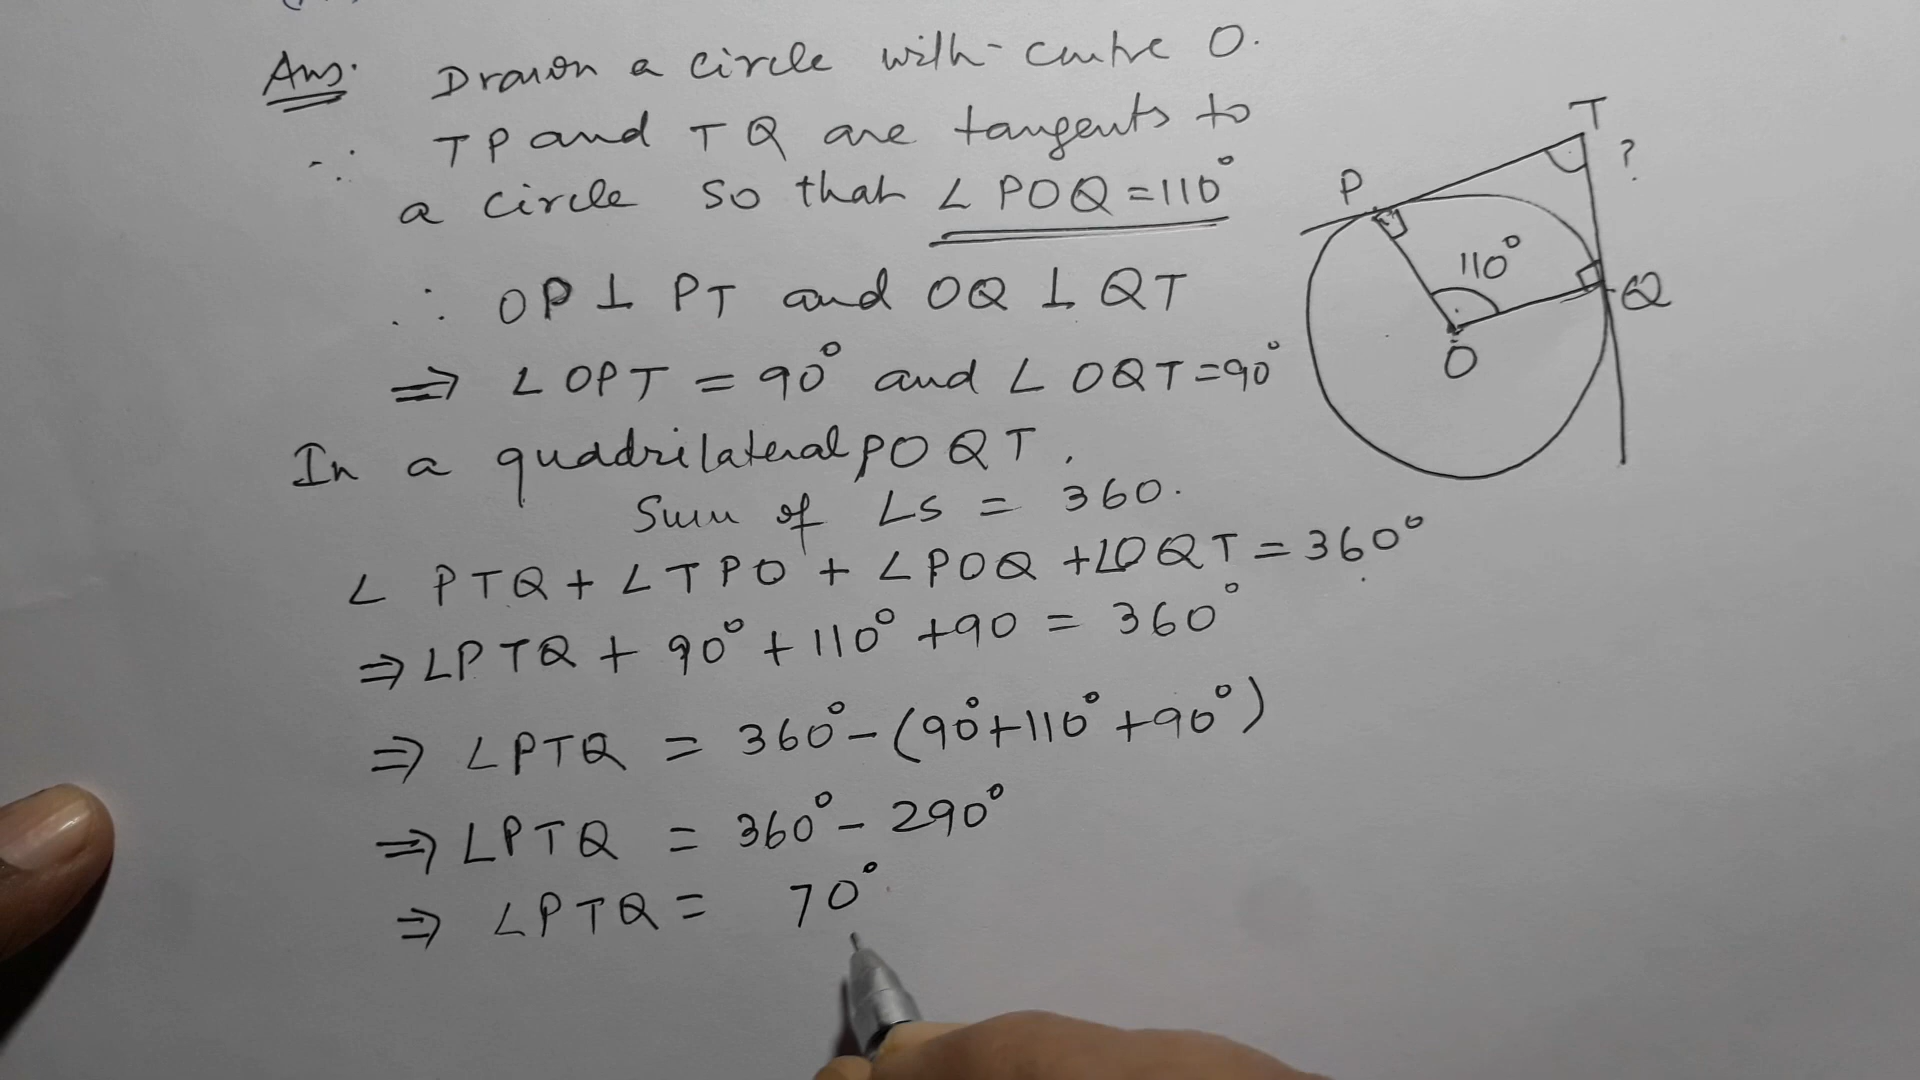 Ans. Drawn a circle with centre O.
∵ TP and TQ are tangents to
a circle so that ∠ POQ = 110°
∴ OP ⊥ PT and OQ ⊥ QT
⇒ ∠ OPT = 90° and ∠ OQT = 90°
In a quadrilateral POQT,
Sum of ∠s = 360.
∠ PTQ + ∠ TPO + ∠ POQ + ∠OQT = 360°
⇒ ∠PTQ + 90° + 110° + 90 = 360°
⇒ ∠PTQ = 360° - (90° + 110° + 90°)
⇒ ∠PTQ = 360° - 290°
⇒ ∠PTQ = 70°
T
?
P
110°
Q
O